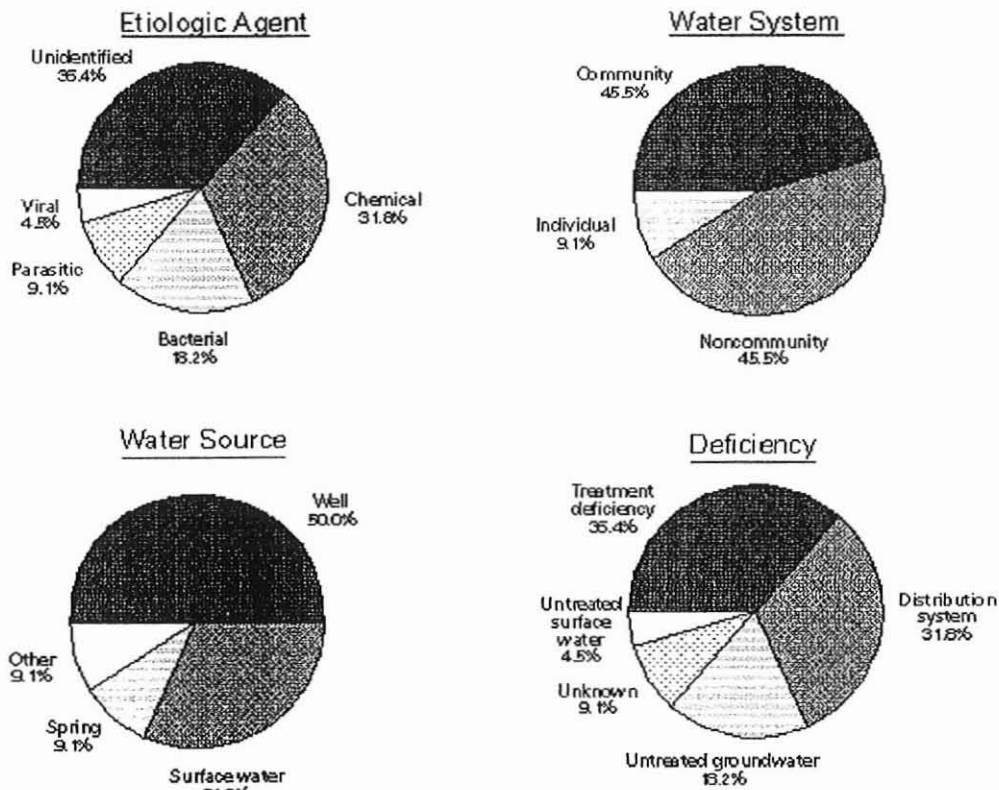 Etiologic Agent
Unidentified
36.4%
Chemical
31.8%
Viral
4.5%
Parasitic
9.1%
Bacterial
18.2%
Water System
Community
45.5%
Individual
9.1%
Noncommunity
45.5%
Water Source
Well
50.0%
Other
9.1%
Spring
9.1%
Surface water
Deficiency
Treatment
deficiency
36.4%
Distribution
system
31.8%
Untreated
surface
water
4.5%
Unknown
9.1%
Untreated groundwater
18.2%